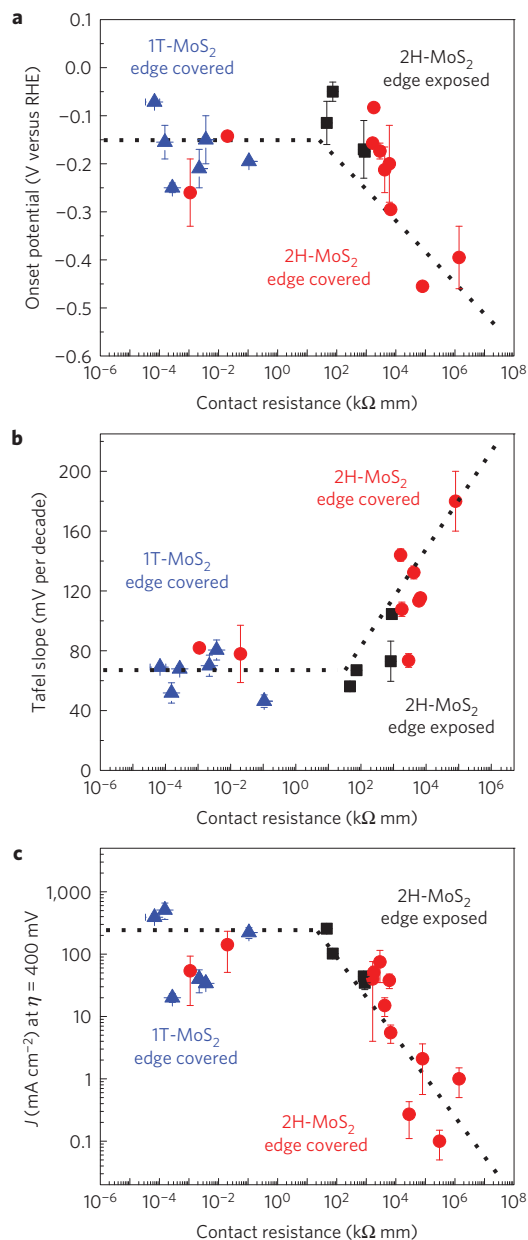 a
1T-MoS₂
edge covered
2H-MoS₂
edge exposed
0.0
−0.1
−0.2
−0.3
−0.4
−0.5
−0.6
Onset potential (V versus RHE)
2H-MoS₂
edge covered
10⁻⁶ 10⁻⁴ 10⁻² 10⁰ 10² 10⁴ 10⁶ 10⁸
Contact resistance (kΩ mm)
b
200
160
120
80
40
0
Tafel slope (mV per decade)
2H-MoS₂
edge covered
1T-MoS₂
edge covered
2H-MoS₂
edge exposed
10⁻⁶ 10⁻⁴ 10⁻² 10⁰ 10² 10⁴ 10⁶
Contact resistance (kΩ mm)
c
1,000
100
10
1
0.1
J (mA cm⁻²) at η = 400 mV
2H-MoS₂
edge exposed
1T-MoS₂
edge covered
2H-MoS₂
edge covered
10⁻⁶ 10⁻⁴ 10⁻² 10⁰ 10² 10⁴ 10⁶ 10⁸
Contact resistance (kΩ mm)